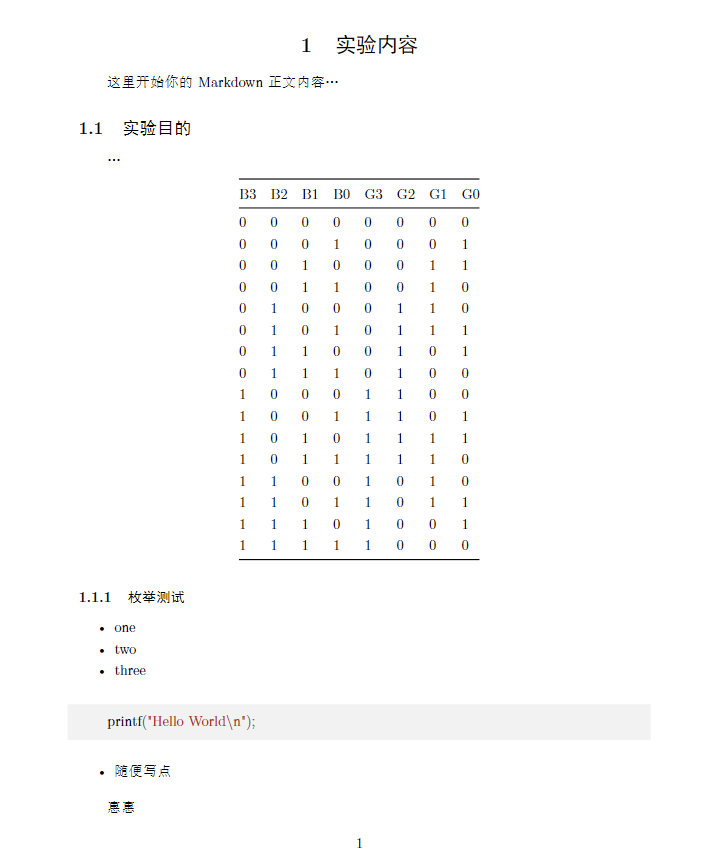 1 实验内容
这里开始你的 Markdown 正文内容…
1.1 实验目的
…
B3 B2 B1 B0 G3 G2 G1 G0
0 0 0 0 0 0 0 0
0 0 0 1 0 0 0 1
0 0 1 0 0 0 1 1
0 0 1 1 0 0 1 0
0 1 0 0 0 1 1 0
0 1 0 1 0 1 1 1
0 1 1 0 0 1 0 1
0 1 1 1 0 1 0 0
1 0 0 0 1 1 0 0
1 0 0 1 1 1 0 1
1 0 1 0 1 1 1 1
1 0 1 1 1 1 1 0
1 1 0 0 1 0 1 0
1 1 0 1 1 0 1 1
1 1 1 0 1 0 0 1
1 1 1 1 1 0 0 0
1.1.1 枚举测试
• one
• two
• three
printf("Hello World\n");
• 随便写点
惠惠
1